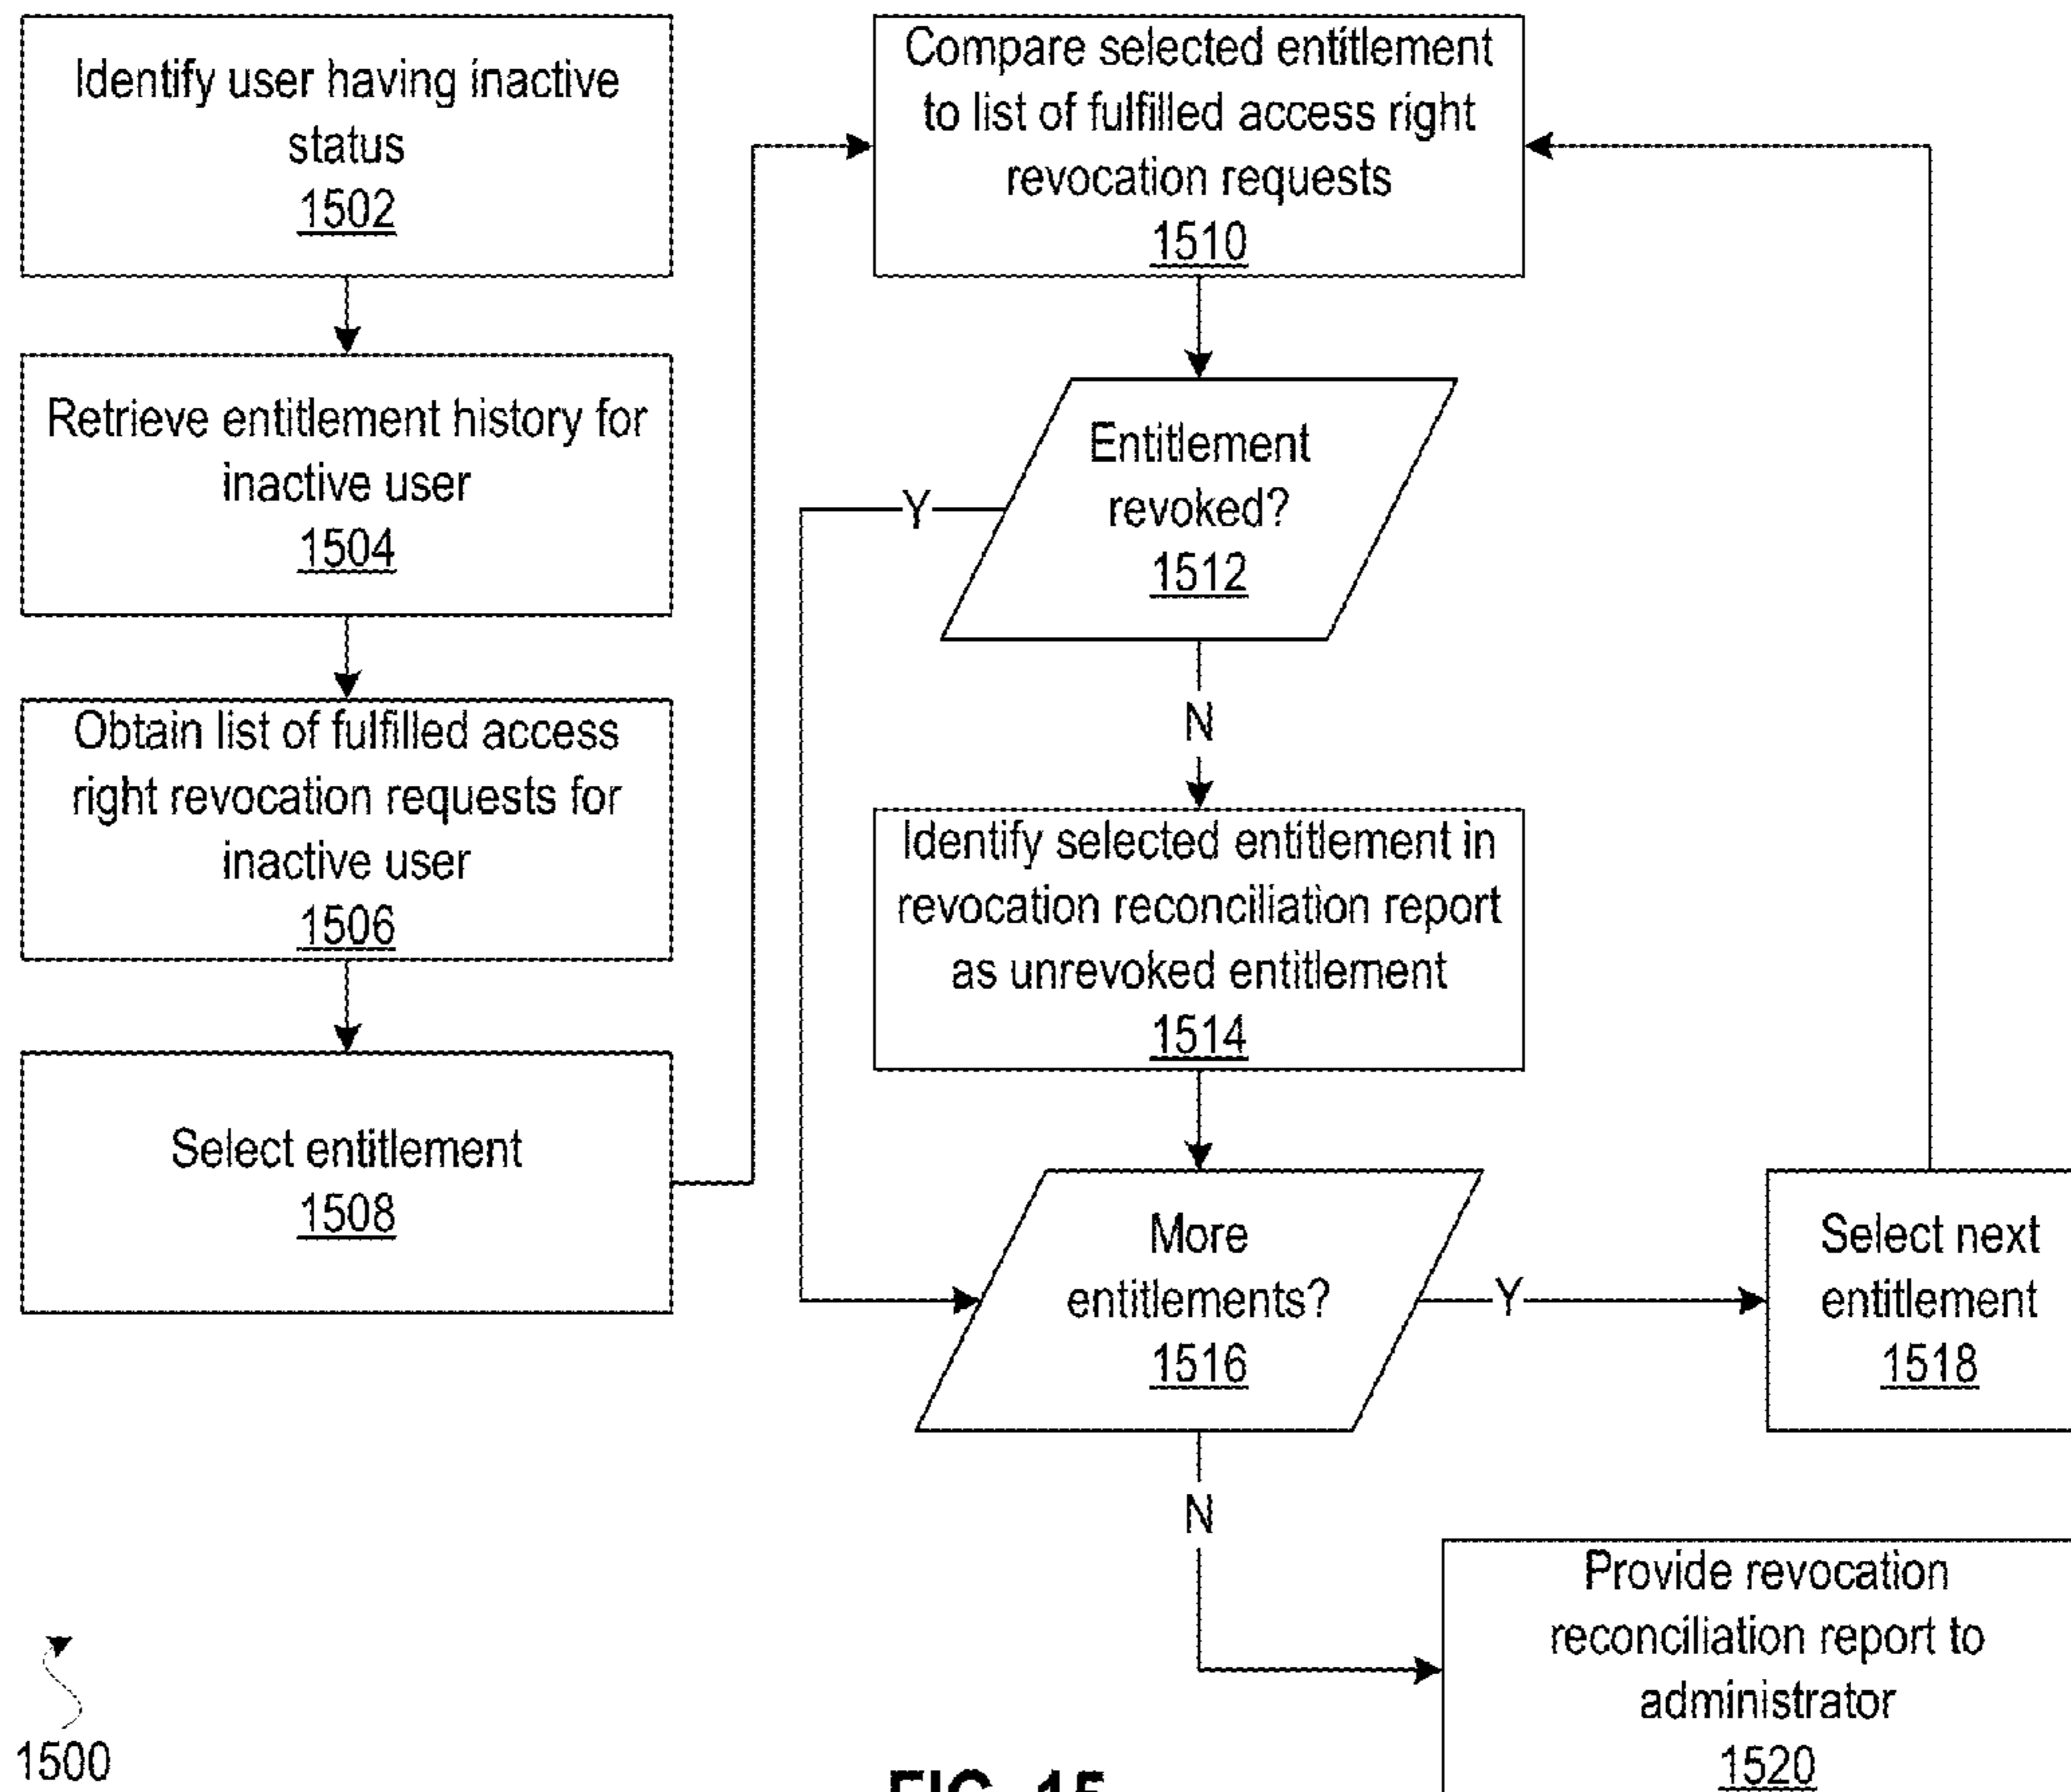 Identify user having inactive
status
1502
Retrieve entitlement history for
inactive user
1504
Obtain list of fulfilled access
right revocation requests for
inactive user
1506
Select entitlement
1508
Compare selected entitlement
to list of fulfilled access right
revocation requests
1510
Entitlement
revoked?
1512
Y
N
Identify selected entitlement in
revocation reconciliation report
as unrevoked entitlement
1514
More
entitlements?
1516
Y
Select next
entitlement
1518
N
Provide revocation
reconciliation report to
administrator
1520
1500
FIG. 15